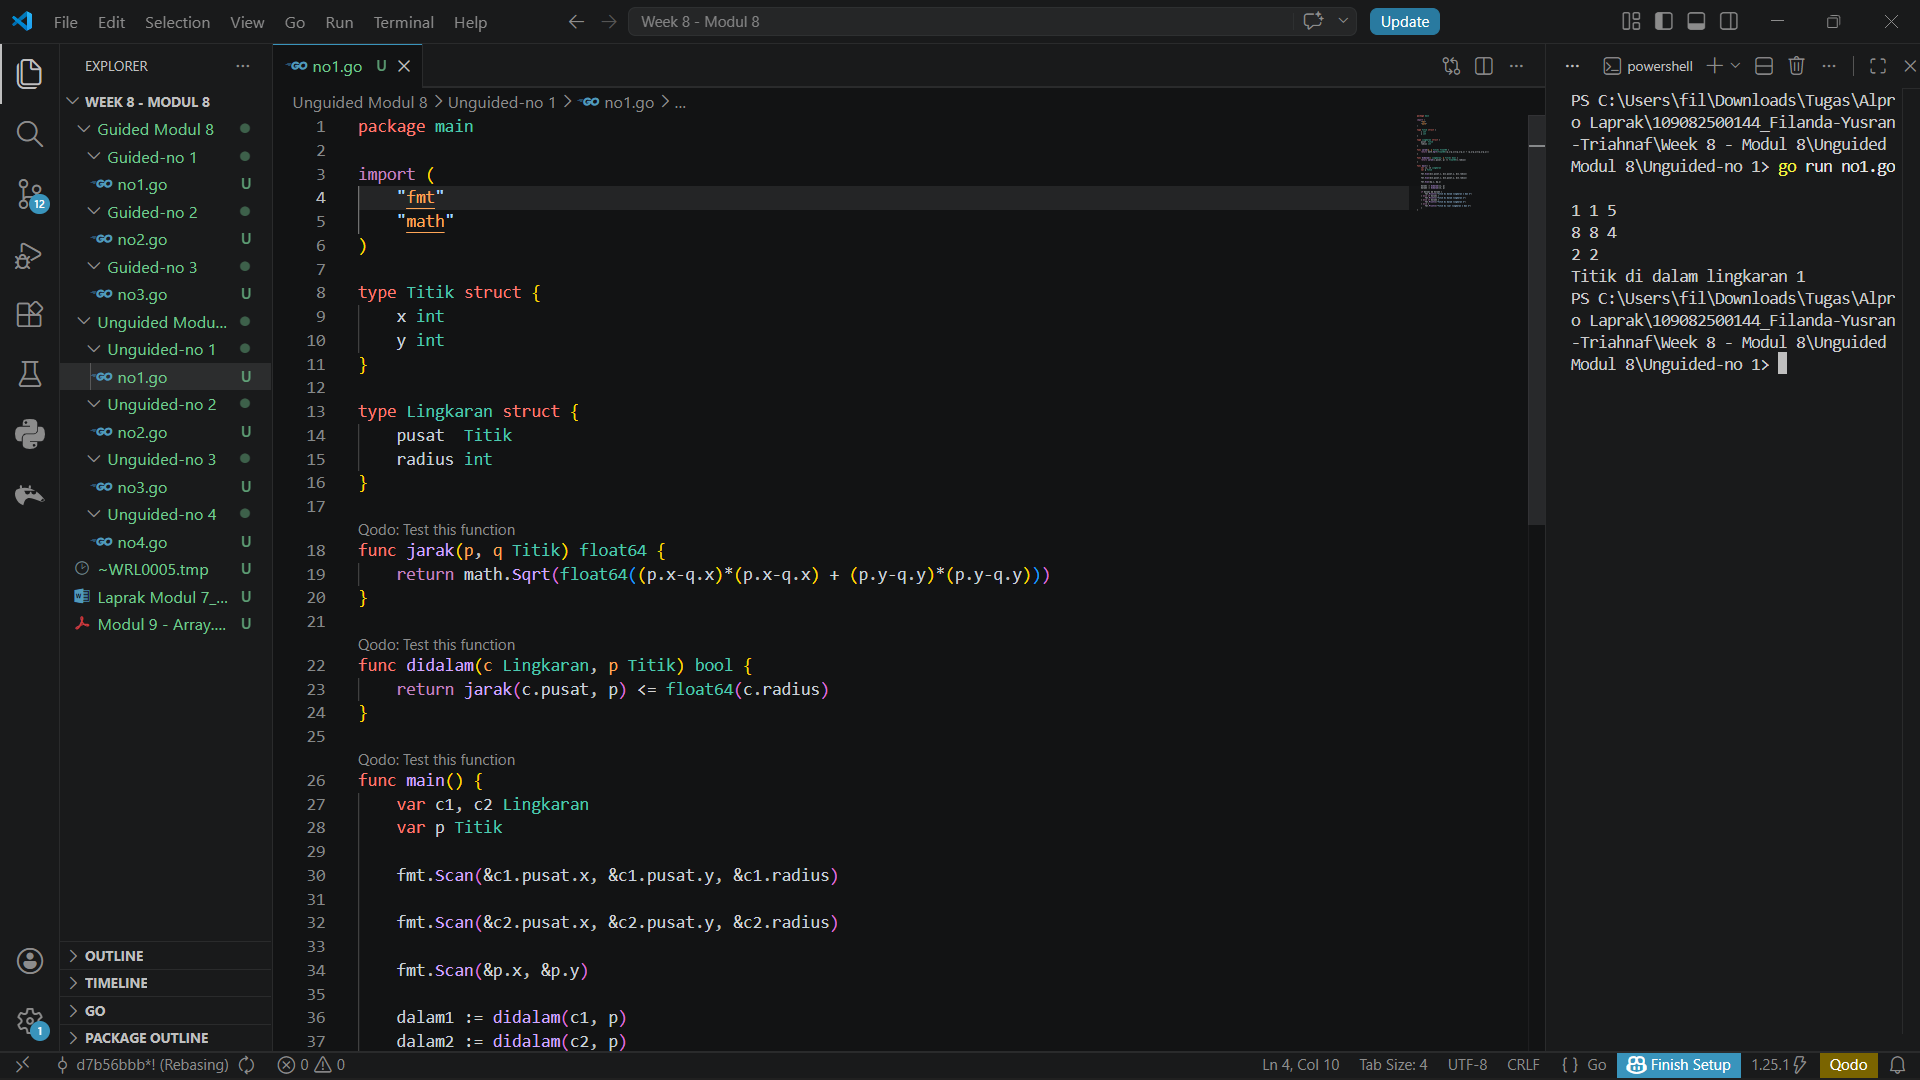 File Edit Selection View Go Run Terminal Help
Week 8 - Modul 8
Update
EXPLORER
WEEK 8 - MODUL 8
Guided Modul 8
Guided-no 1
GO no1.go U
Guided-no 2
GO no2.go U
Guided-no 3
GO no3.go U
Unguided Modu...
Unguided-no 1
GO no1.go U
Unguided-no 2
GO no2.go U
Unguided-no 3
GO no3.go U
Unguided-no 4
GO no4.go U
~WRL0005.tmp U
Laprak Modul 7_... U
Modul 9 - Array.... U
12
1
OUTLINE
TIMELINE
GO
PACKAGE OUTLINE
GO no1.go U
Unguided Modul 8 > Unguided-no 1 > GO no1.go > ...
1 package main
2
3 import (
4 "fmt"
5 "math"
6 )
7
8 type Titik struct {
9 x int
10 y int
11 }
12
13 type Lingkaran struct {
14 pusat  Titik
15 radius int
16 }
17
Qodo: Test this function
18 func jarak(p, q Titik) float64 {
19 return math.Sqrt(float64((p.x-q.x)*(p.x-q.x) + (p.y-q.y)*(p.y-q.y)))
20 }
21
Qodo: Test this function
22 func didalam(c Lingkaran, p Titik) bool {
23 return jarak(c.pusat, p) <= float64(c.radius)
24 }
25
Qodo: Test this function
26 func main() {
27 var c1, c2 Lingkaran
28 var p Titik
29
30 fmt.Scan(&c1.pusat.x, &c1.pusat.y, &c1.radius)
31
32 fmt.Scan(&c2.pusat.x, &c2.pusat.y, &c2.radius)
33
34 fmt.Scan(&p.x, &p.y)
35
36 dalam1 := didalam(c1, p)
37 dalam2 := didalam(c2, p)
powershell
PS C:\Users\fil\Downloads\Tugas\Alpr
o Laprak\109082500144_Filanda-Yusran
-Triahnaf\Week 8 - Modul 8\Unguided
Modul 8\Unguided-no 1> go run no1.go
1 1 5
8 8 4
2 2
Titik di dalam lingkaran 1
PS C:\Users\fil\Downloads\Tugas\Alpr
o Laprak\109082500144_Filanda-Yusran
-Triahnaf\Week 8 - Modul 8\Unguided
Modul 8\Unguided-no 1>
d7b56bbb*! (Rebasing) 0 0 Ln 4, Col 10 Tab Size: 4 UTF-8 CRLF { } Go Finish Setup 1.25.1 Qodo